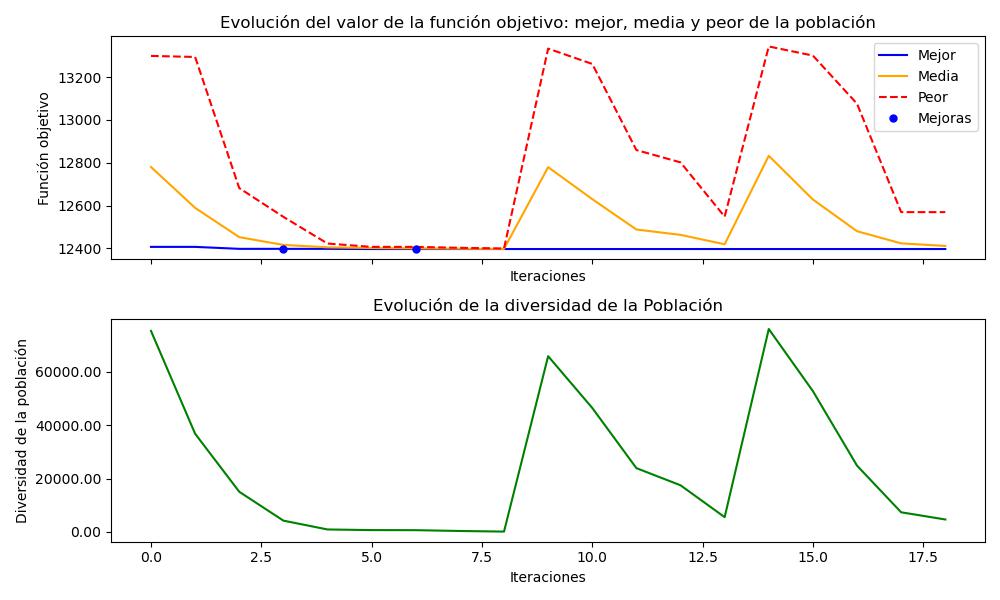 Evolución del valor de la función objetivo: mejor, media y peor de la población
Función objetivo
13200
13000
12800
12600
12400
Mejor
Media
Peor
Mejoras
Iteraciones
Evolución de la diversidad de la Población
Diversidad de la población
60000.00
40000.00
20000.00
0.00
0.0 2.5 5.0 7.5 10.0 12.5 15.0 17.5
Iteraciones